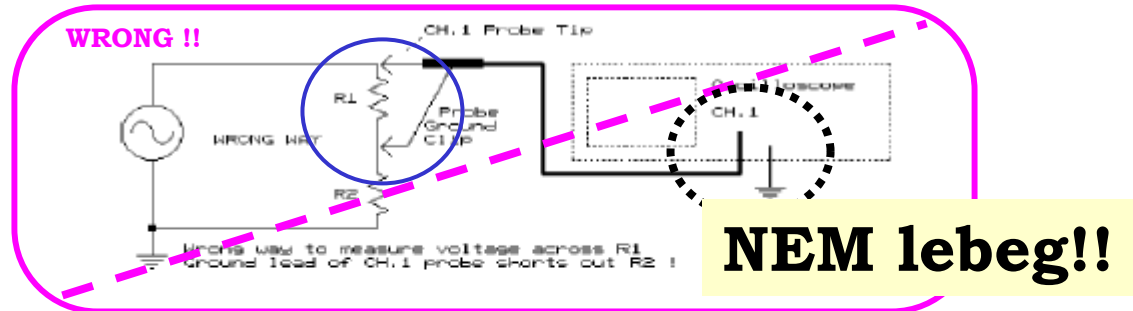 WRONG !!
CH.1 Probe Tip
Oscilloscope
R1
CH.1
Probe
Ground
Clip
WRONG WAY
R2
Wrong way to measure voltage across R1
Ground lead of CH.1 probe shorts out R2 !
NEM lebeg!!